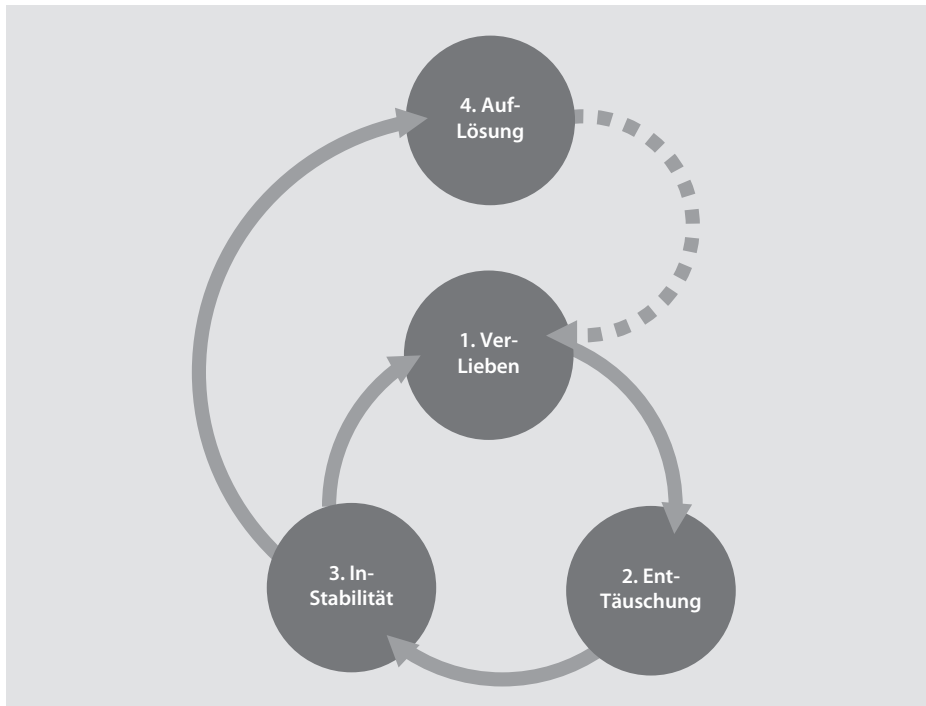 4. Auf-
Lösung
1. Ver-
Lieben
3. In-
Stabilität
2. Ent-
Täuschung